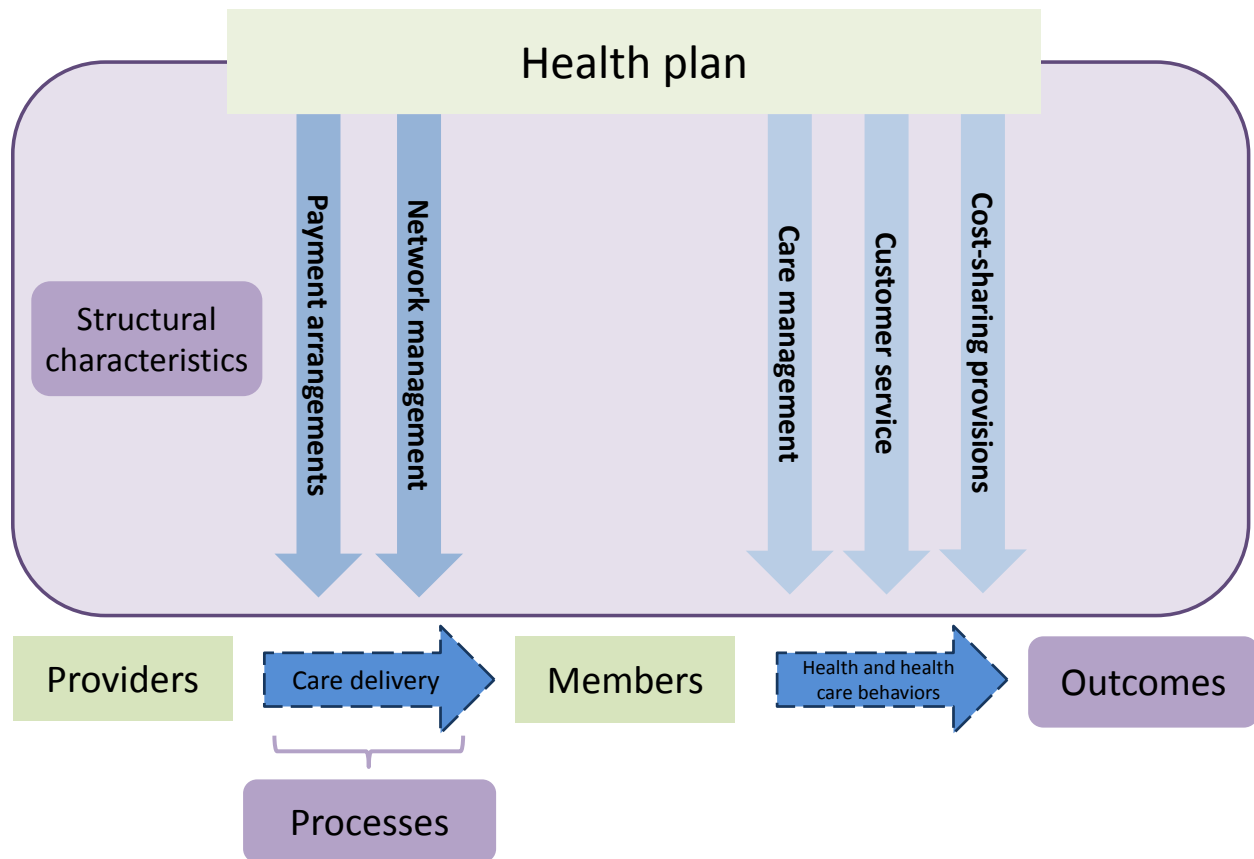 Health plan
Payment arrangements
Network management
Care management
Customer service
Cost-sharing provisions
Structural
characteristics
Providers
Care delivery
Members
Health and health
care behaviors
Outcomes
Processes